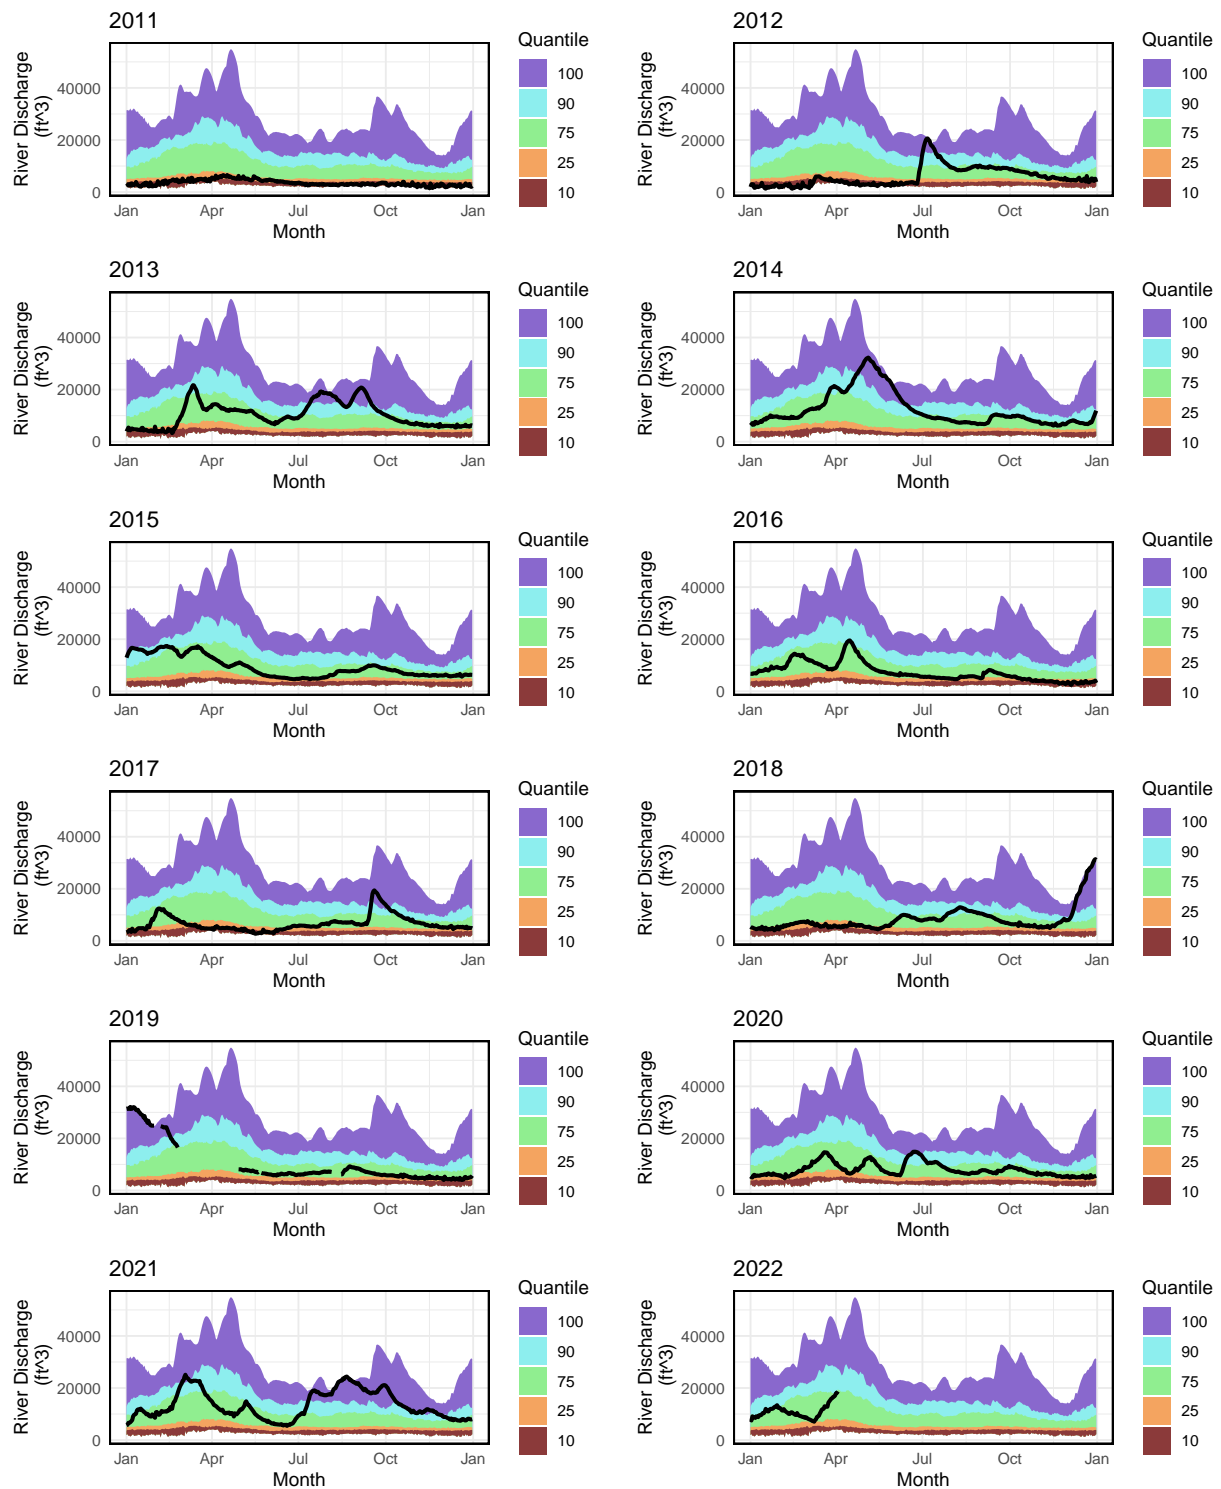 2011
River Discharge
(ft^3)
40000
20000
0
Jan
Apr
Jul
Oct
Jan
Month
Quantile
100
90
75
25
10
2012
River Discharge
(ft^3)
40000
20000
0
Jan
Apr
Jul
Oct
Jan
Month
Quantile
100
90
75
25
10
2013
River Discharge
(ft^3)
40000
20000
0
Jan
Apr
Jul
Oct
Jan
Month
Quantile
100
90
75
25
10
2014
River Discharge
(ft^3)
40000
20000
0
Jan
Apr
Jul
Oct
Jan
Month
Quantile
100
90
75
25
10
2015
River Discharge
(ft^3)
40000
20000
0
Jan
Apr
Jul
Oct
Jan
Month
Quantile
100
90
75
25
10
2016
River Discharge
(ft^3)
40000
20000
0
Jan
Apr
Jul
Oct
Jan
Month
Quantile
100
90
75
25
10
2017
River Discharge
(ft^3)
40000
20000
0
Jan
Apr
Jul
Oct
Jan
Month
Quantile
100
90
75
25
10
2018
River Discharge
(ft^3)
40000
20000
0
Jan
Apr
Jul
Oct
Jan
Month
Quantile
100
90
75
25
10
2019
River Discharge
(ft^3)
40000
20000
0
Jan
Apr
Jul
Oct
Jan
Month
Quantile
100
90
75
25
10
2020
River Discharge
(ft^3)
40000
20000
0
Jan
Apr
Jul
Oct
Jan
Month
Quantile
100
90
75
25
10
2021
River Discharge
(ft^3)
40000
20000
0
Jan
Apr
Jul
Oct
Jan
Month
Quantile
100
90
75
25
10
2022
River Discharge
(ft^3)
40000
20000
0
Jan
Apr
Jul
Oct
Jan
Month
Quantile
100
90
75
25
10